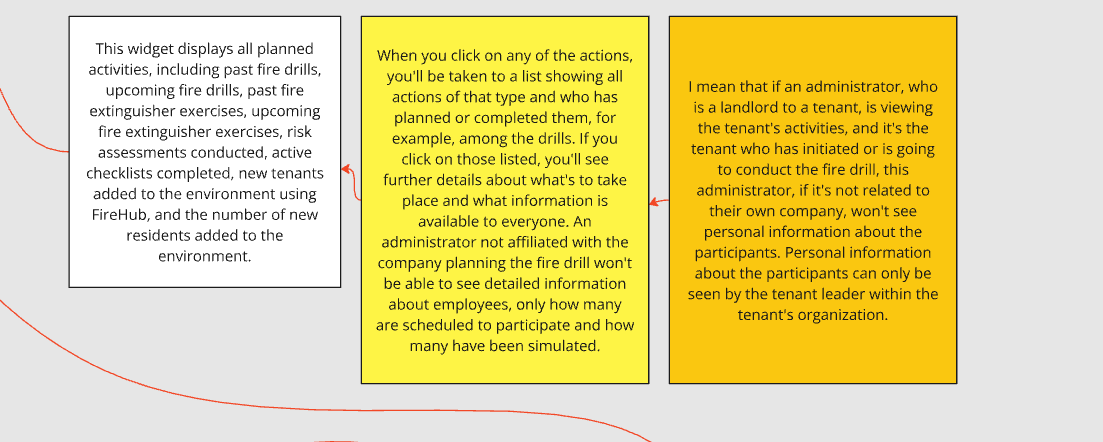 This widget displays all planned
activities, including past fire drills,
upcoming fire drills, past fire
extinguisher exercises, upcoming
fire extinguisher exercises, risk
assessments conducted, active
checklists completed, new tenants
added to the environment using
FireHub, and the number of new
residents added to the
environment.
When you click on any of the actions,
you'll be taken to a list showing all
actions of that type and who has
planned or completed them, for
example, among the drills. If you
click on those listed, you'll see
further details about what's to take
place and what information is
available to everyone. An
administrator not affiliated with the
company planning the fire drill won't
be able to see detailed information
about employees, only how many
are scheduled to participate and how
many have been simulated.
I mean that if an administrator, who
is a landlord to a tenant, is viewing
the tenant's activities, and it's the
tenant who has initiated or is going
to conduct the fire drill, this
administrator, if it's not related to
their own company, won't see
personal information about the
participants. Personal information
about the participants can only be
seen by the tenant leader within the
tenant's organization.